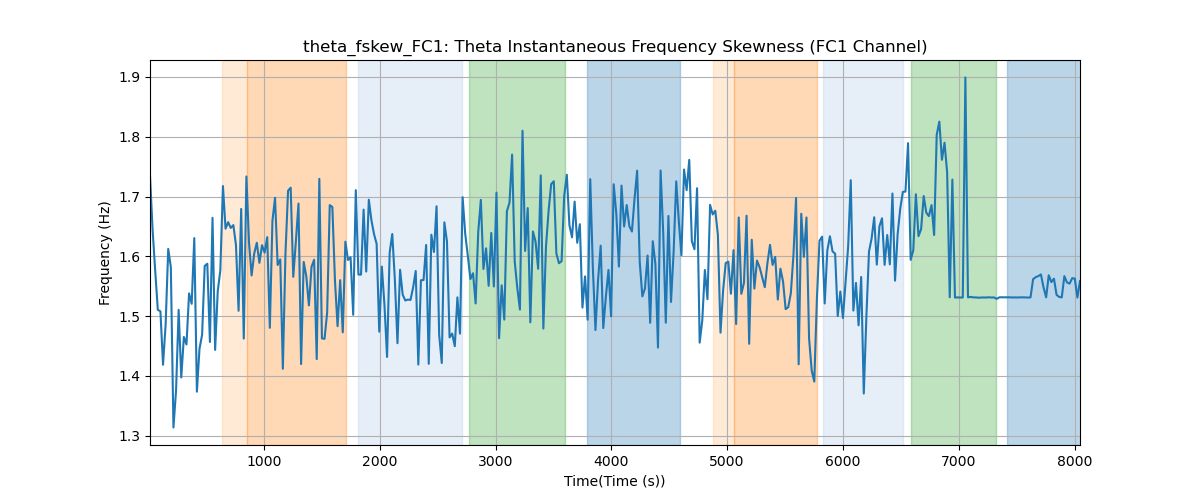 theta_fskew_FC1: Theta Instantaneous Frequency Skewness (FC1 Channel)
1.9
1.8
1.7
1.6
1.5
1.4
1.3
Frequency (Hz)
1000 2000 3000 4000 5000 6000 7000 8000
Time(Time (s))